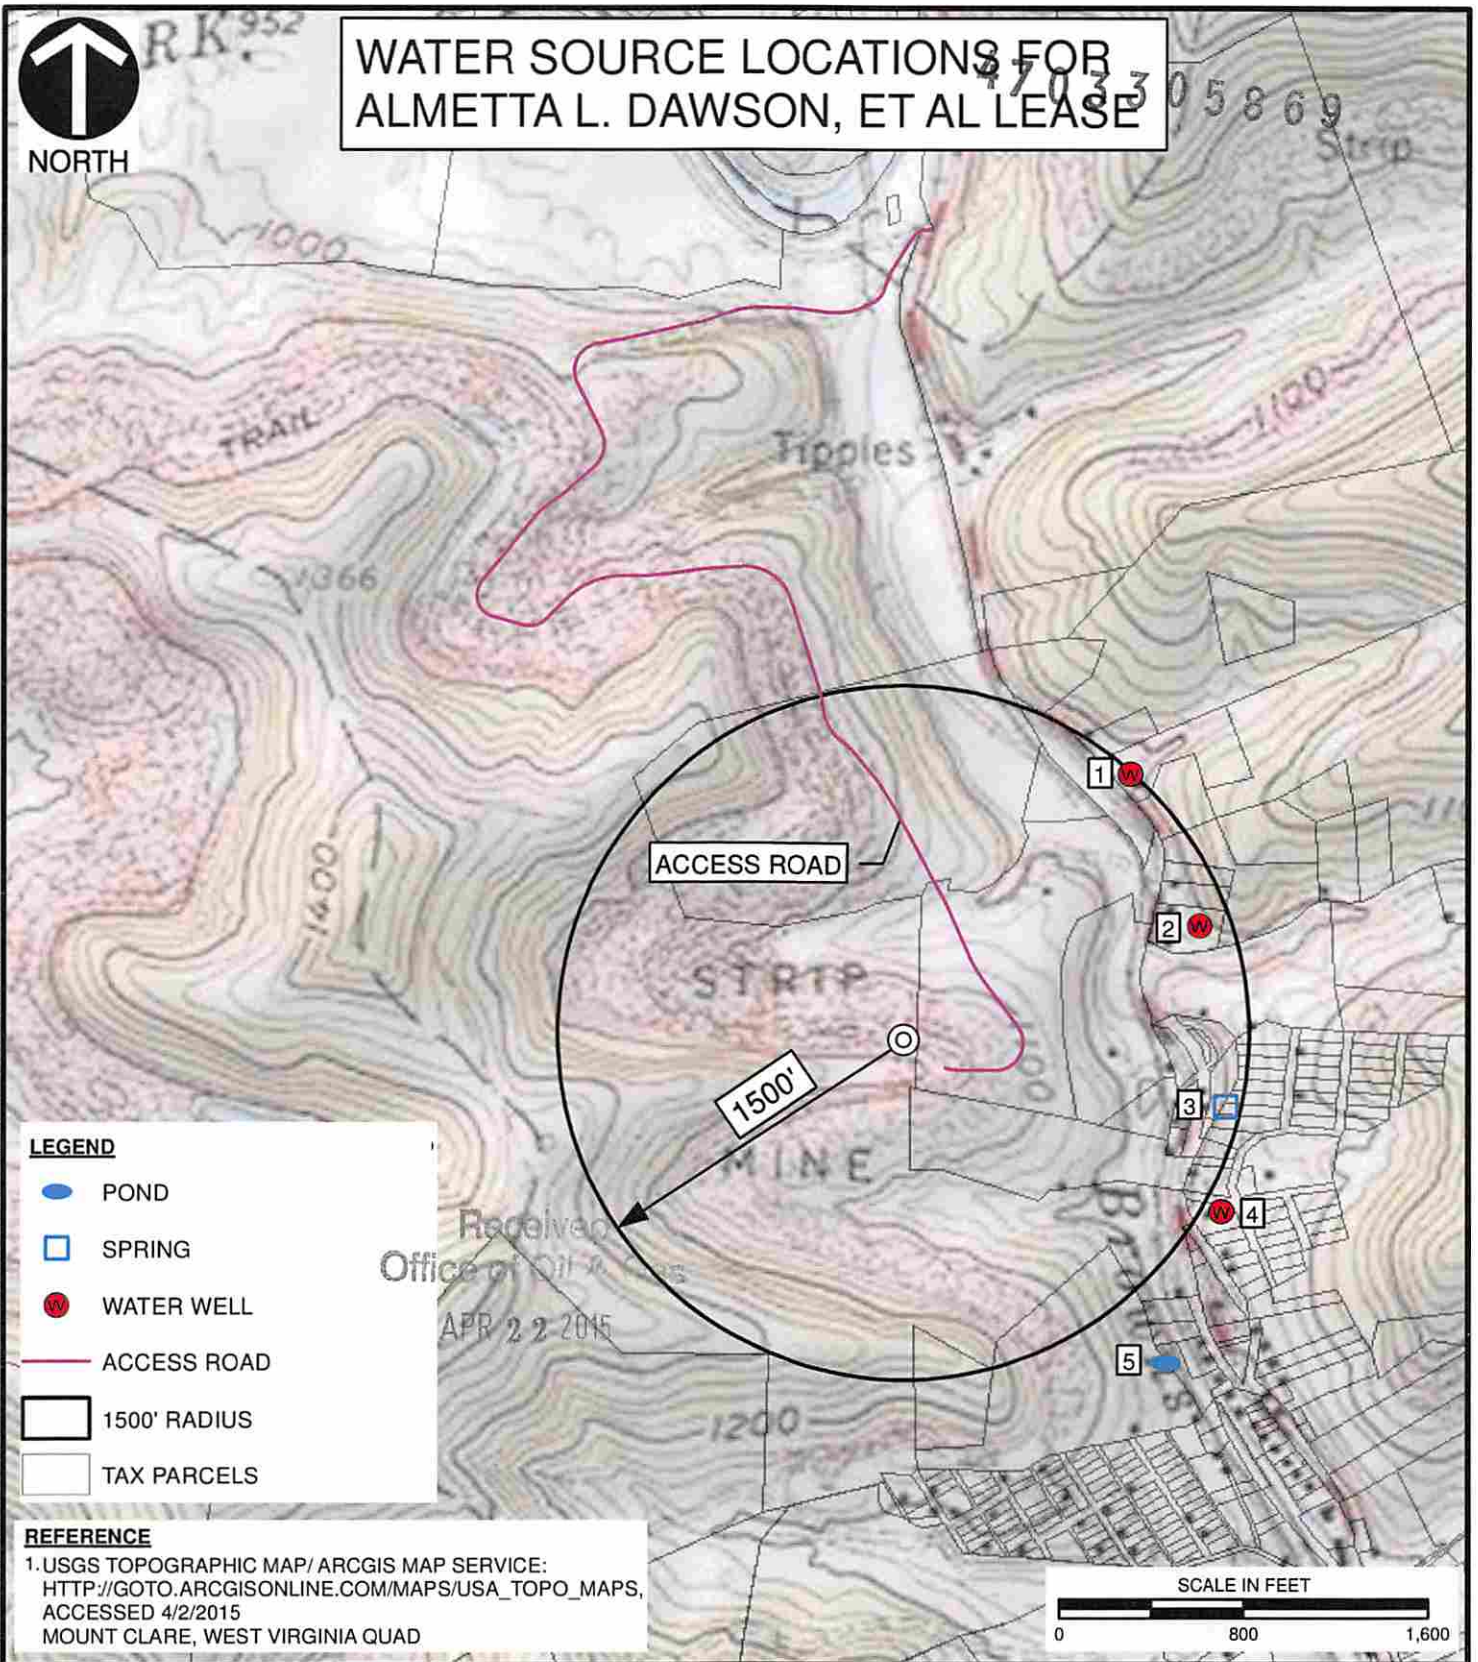 RK 952
NORTH
WATER SOURCE LOCATIONS FOR
ALMETTA L. DAWSON, ET AL LEASE
4703305869
Strip
1000
1100
TRAIL
Tipples
1366
1
W
ACCESS ROAD
1400
2
W
STRIP
O
1500'
3
MINE
W
4
5
1200
Received
Office of Oil & Gas
APR 22 2015
LEGEND
POND
SPRING
W
WATER WELL
ACCESS ROAD
1500' RADIUS
TAX PARCELS
REFERENCE
1. USGS TOPOGRAPHIC MAP/ ARCGIS MAP SERVICE:
HTTP://GOTO.ARCGISONLINE.COM/MAPS/USA_TOPO_MAPS,
ACCESSED 4/2/2015
MOUNT CLARE, WEST VIRGINIA QUAD
SCALE IN FEET
0 800 1,600